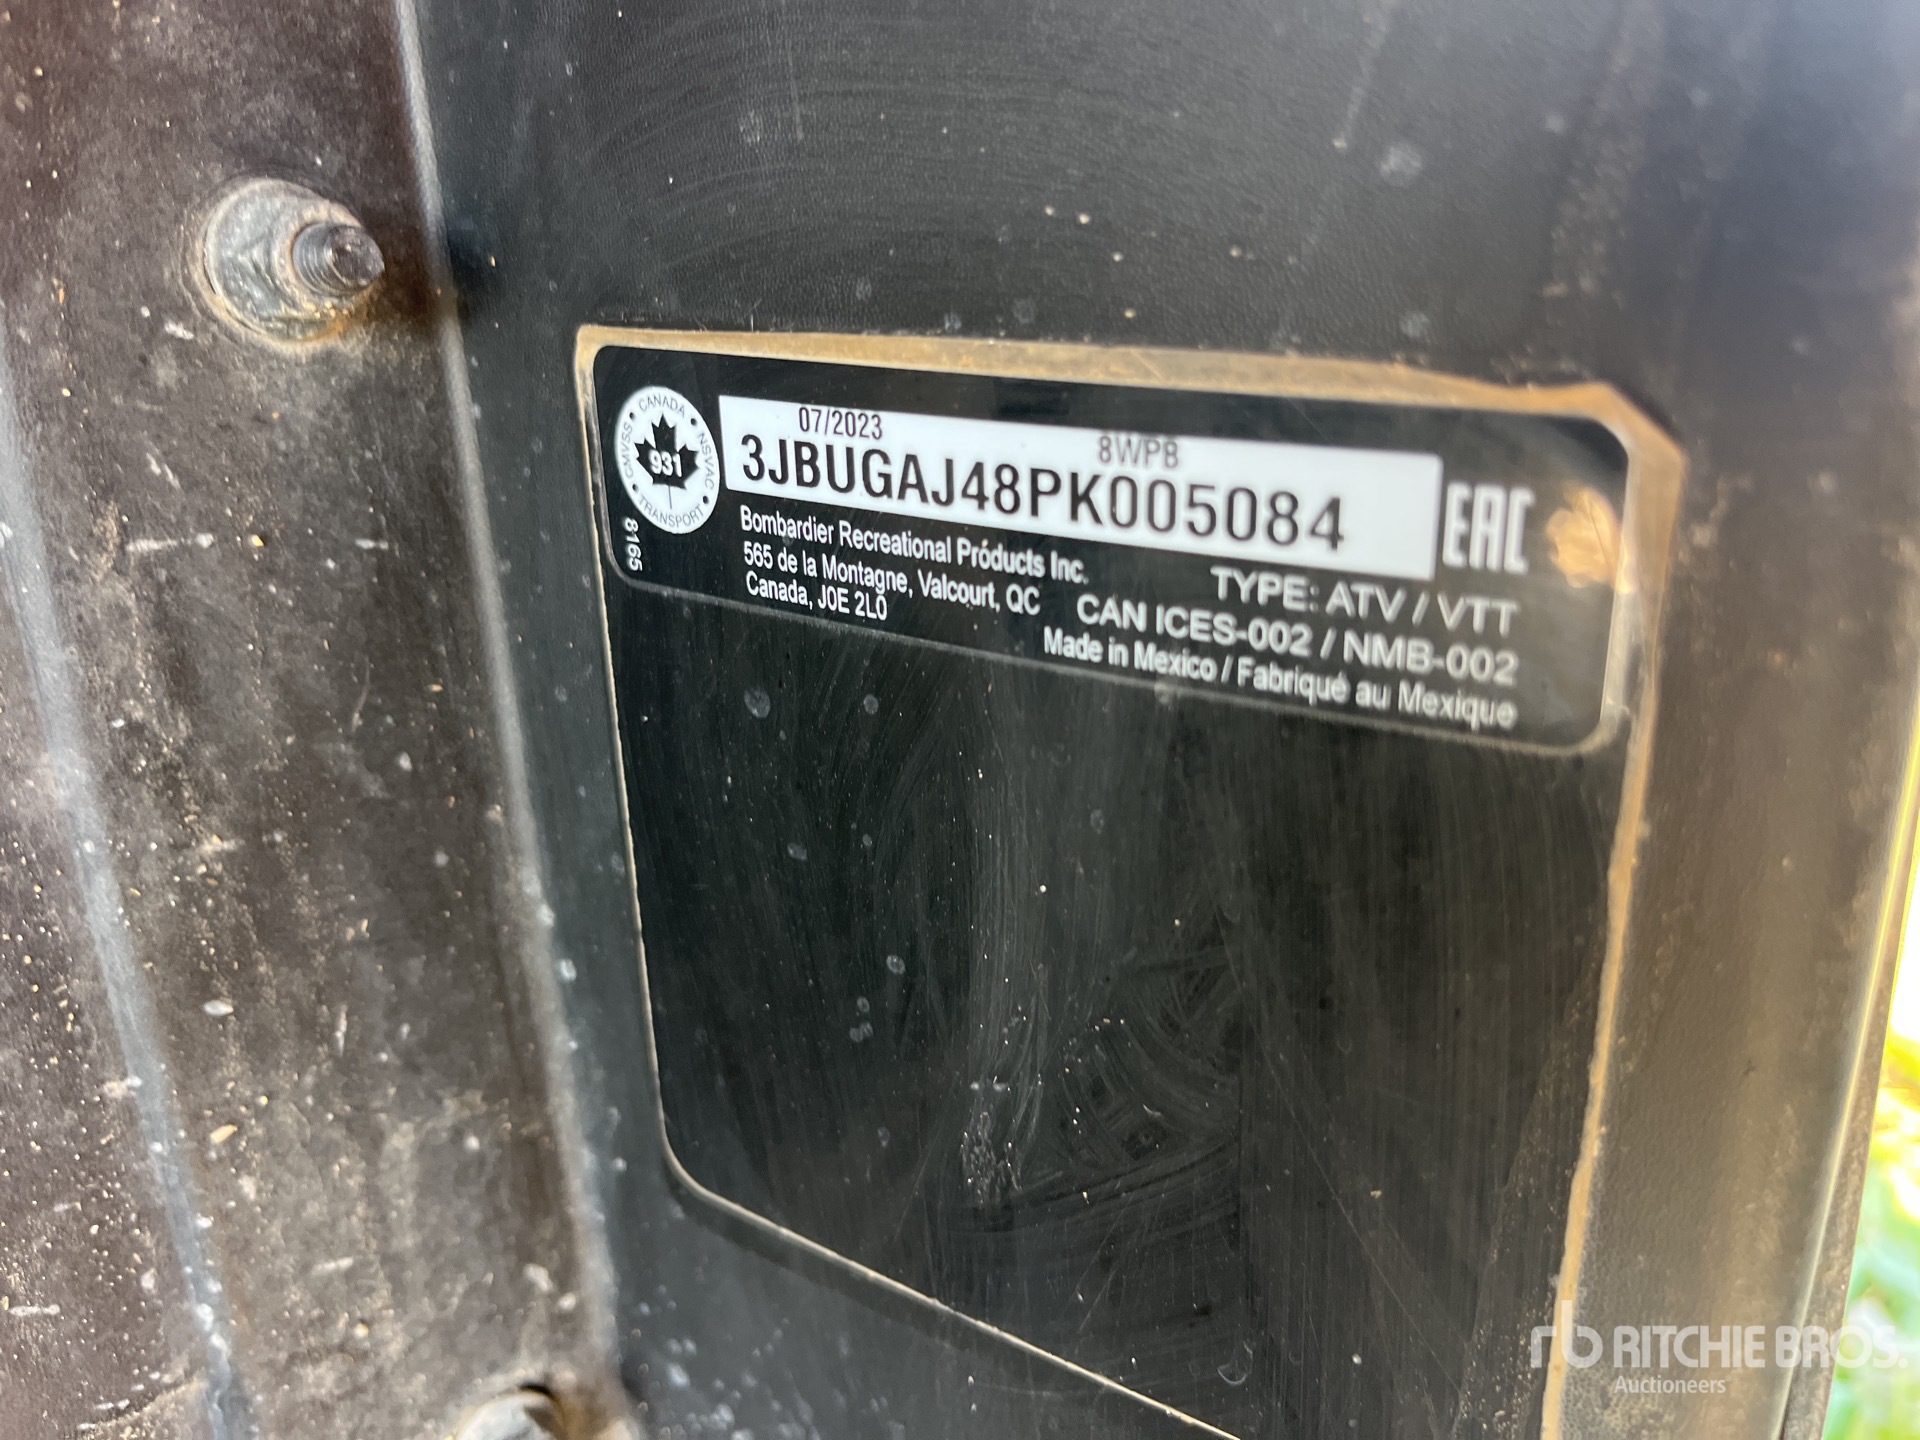 CANADA
CMVSS NSVAC
931
TRANSPORT
8165
07/2023 8WPB
3JBUGAJ48PK005084
EAC
Bombardier Recreational Products Inc.
565 de la Montagne, Valcourt, QC
Canada, J0E 2L0
TYPE: ATV / VTT
CAN ICES-002 / NMB-002
Made in Mexico / Fabriqué au Mexique
rb RITCHIE BROS.
Auctioneers